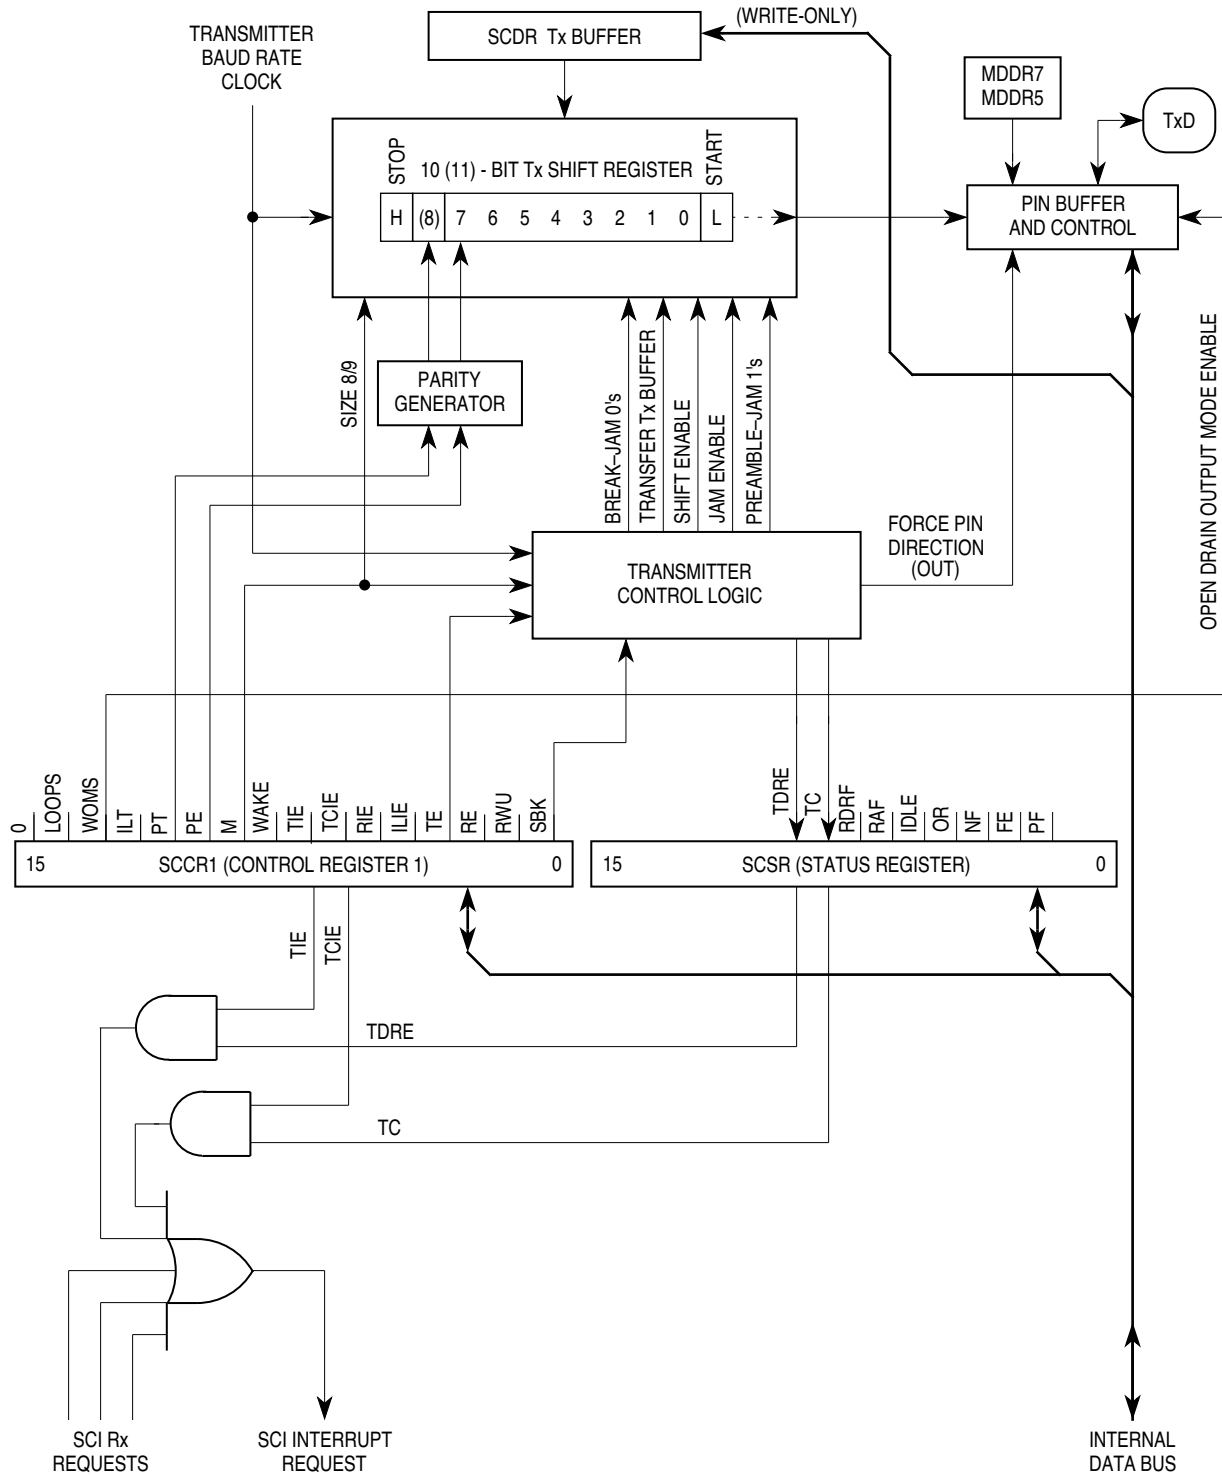 TRANSMITTER
BAUD RATE
CLOCK
SCDR Tx BUFFER
(WRITE-ONLY)
MDDR7
MDDR5
TxD
STOP
10 (11) - BIT Tx SHIFT REGISTER
START
H (8) 7 6 5 4 3 2 1 0 L
PIN BUFFER
AND CONTROL
SIZE 8/9
PARITY
GENERATOR
BREAK–JAM 0's
TRANSFER Tx BUFFER
SHIFT ENABLE
JAM ENABLE
PREAMBLE–JAM 1's
OPEN DRAIN OUTPUT MODE ENABLE
TRANSMITTER
CONTROL LOGIC
FORCE PIN
DIRECTION
(OUT)
0
LOOPS
WOMS
ILT
PT
PE
M
WAKE
TIE
TCIE
RIE
ILIE
TE
RE
RWU
SBK
TDRE
TC
RDRF
RAF
IDLE
OR
NF
FE
PF
15 SCCR1 (CONTROL REGISTER 1) 0
15 SCSR (STATUS REGISTER) 0
TIE
TCIE
TDRE
TC
SCI Rx
REQUESTS
SCI INTERRUPT
REQUEST
INTERNAL
DATA BUS